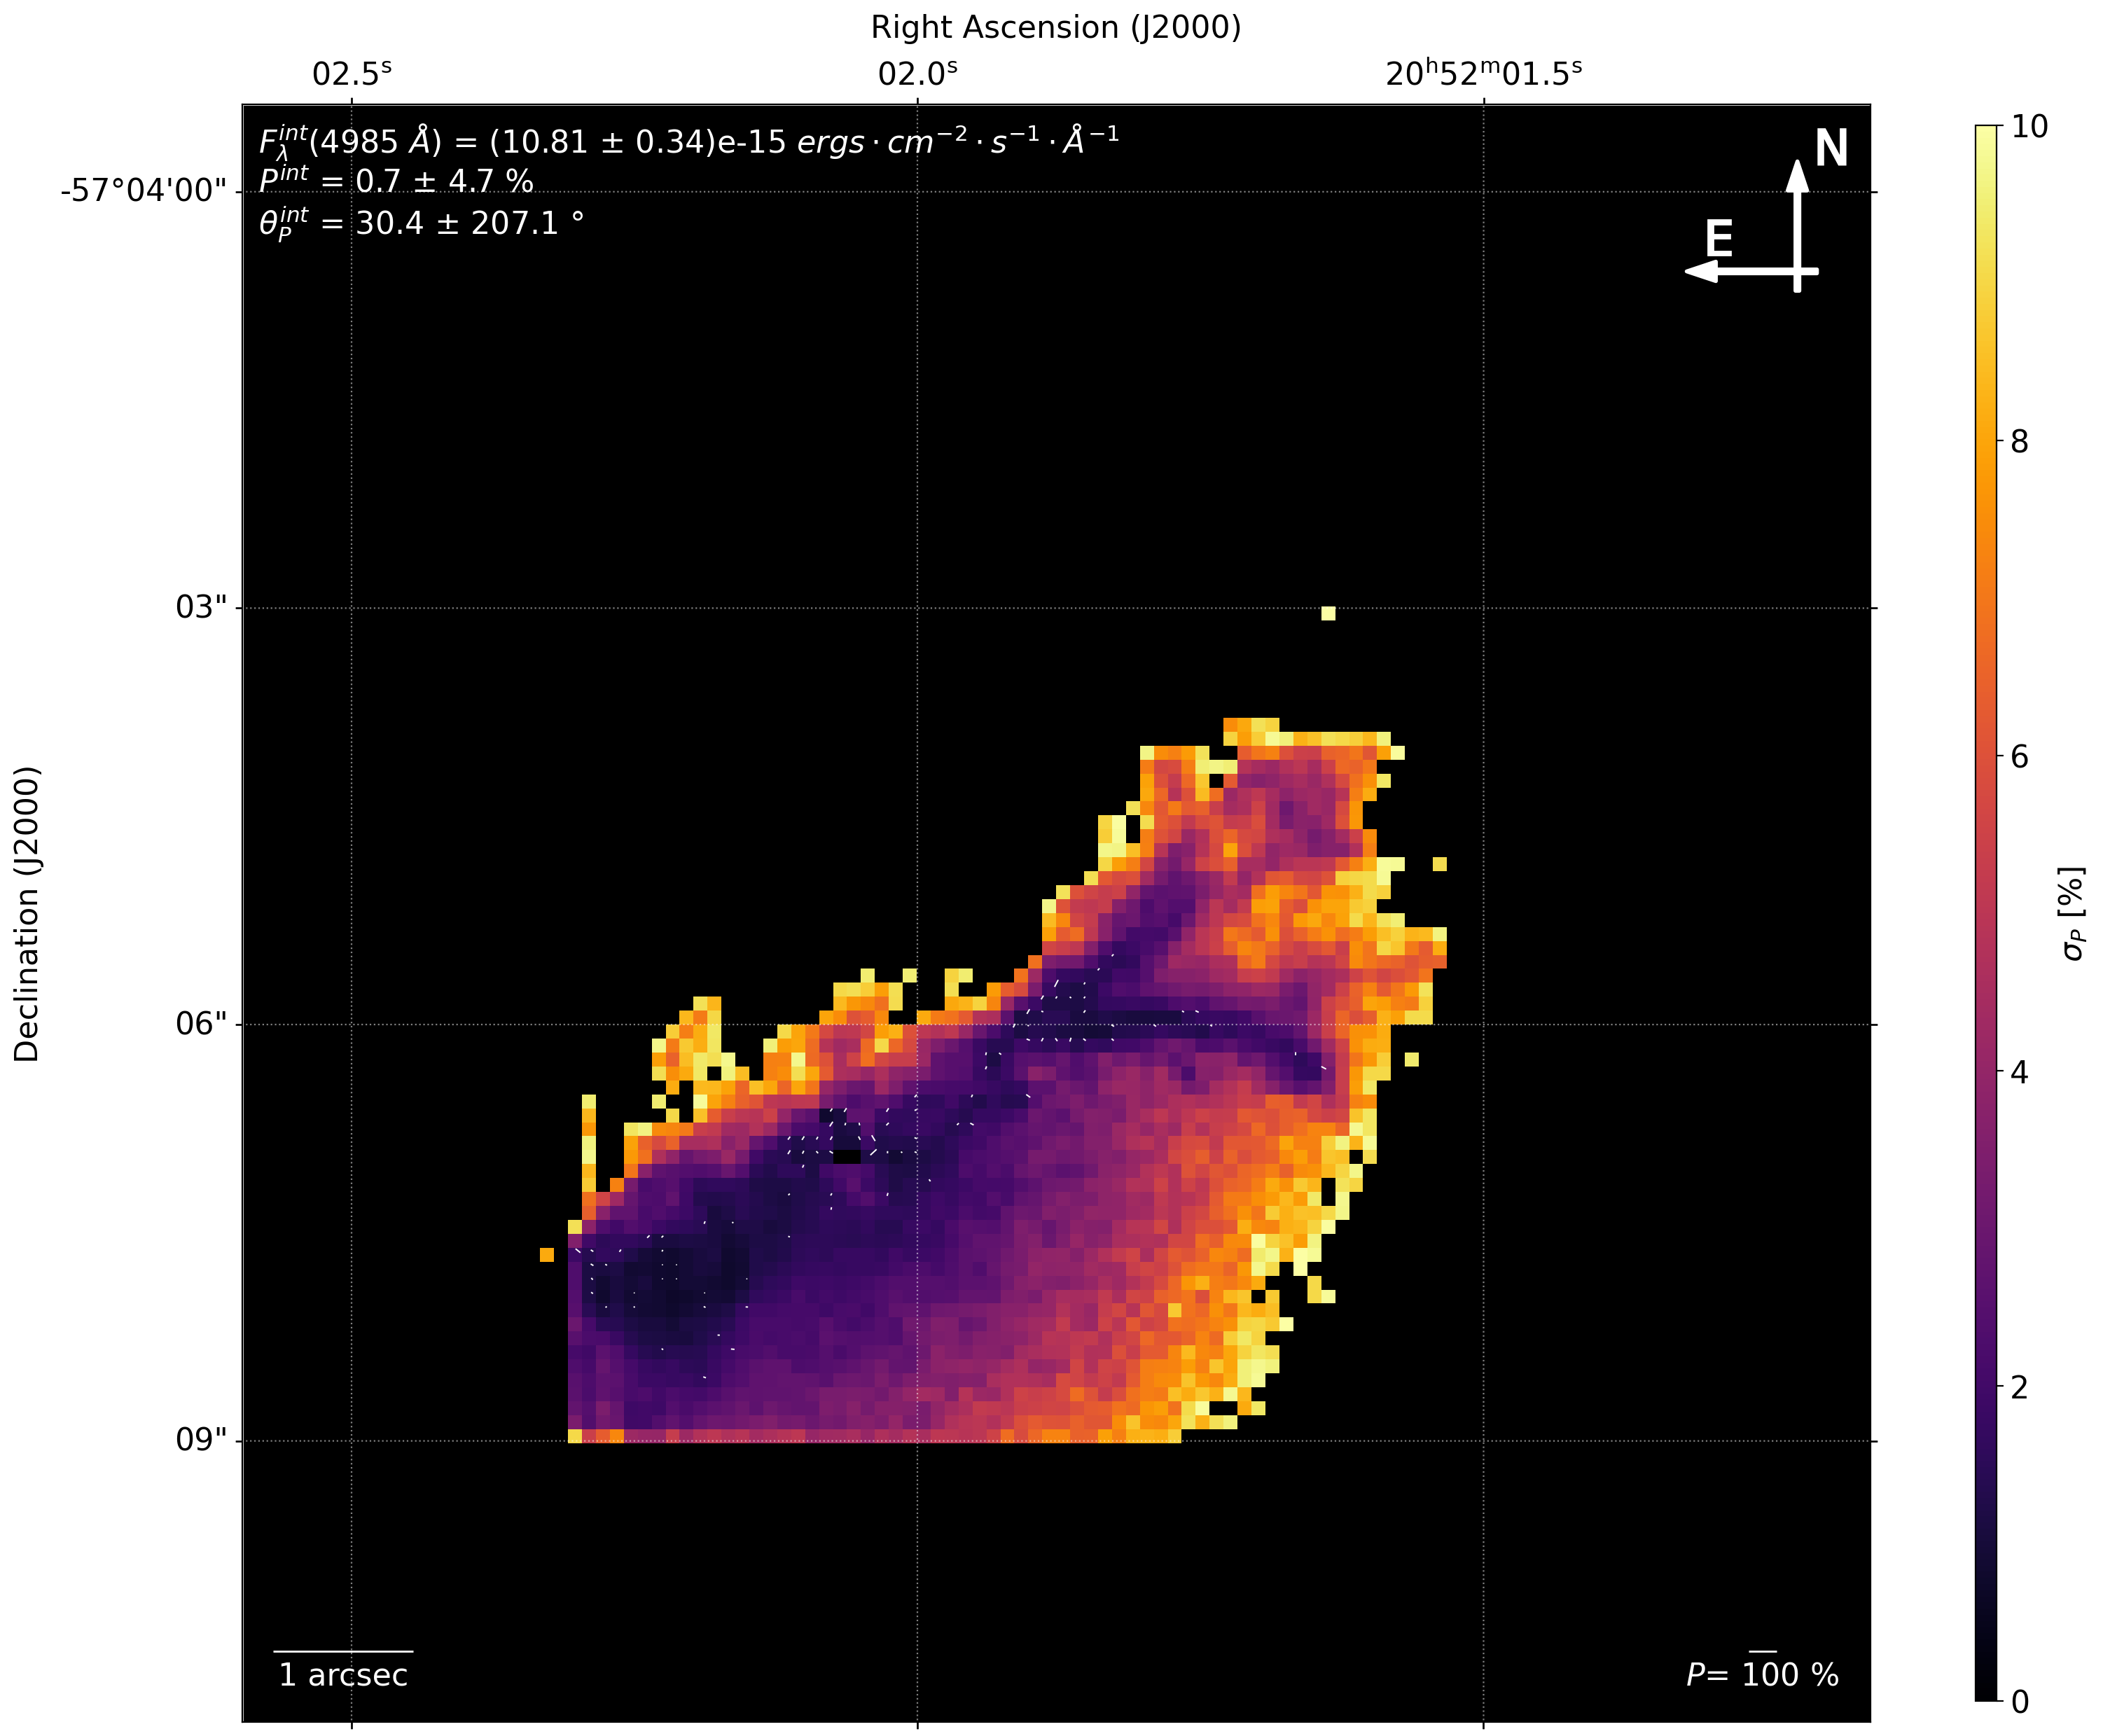 Right Ascension (J2000)
02.5ˢ 02.0ˢ 20ʰ52ᵐ01.5ˢ
F_λ^int(4985 Å) = (10.81 ± 0.34)e-15 ergs · cm⁻² · s⁻¹ · Å⁻¹
P^int = 0.7 ± 4.7 %
θ_P^int = 30.4 ± 207.1 °
N
E
-57°04'00"
03"
06"
09"
Declination (J2000)
1 arcsec
P= 100 %
10
8
6
4
2
0
σ_P [%]